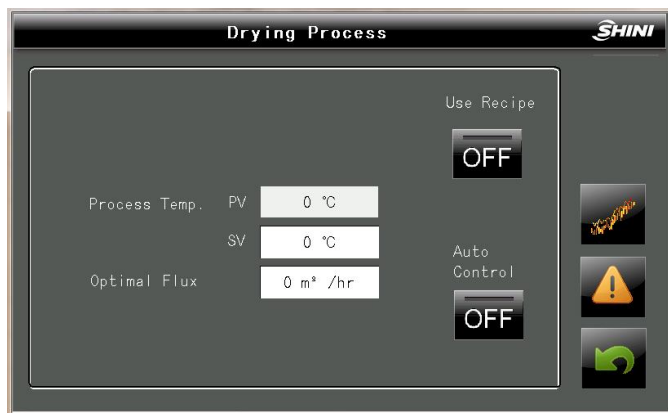 Drying Process
SHINI
Use Recipe
OFF
Process Temp. PV 0 °C
SV 0 °C
Auto
Control
Optimal Flux 0 m³ /hr
OFF